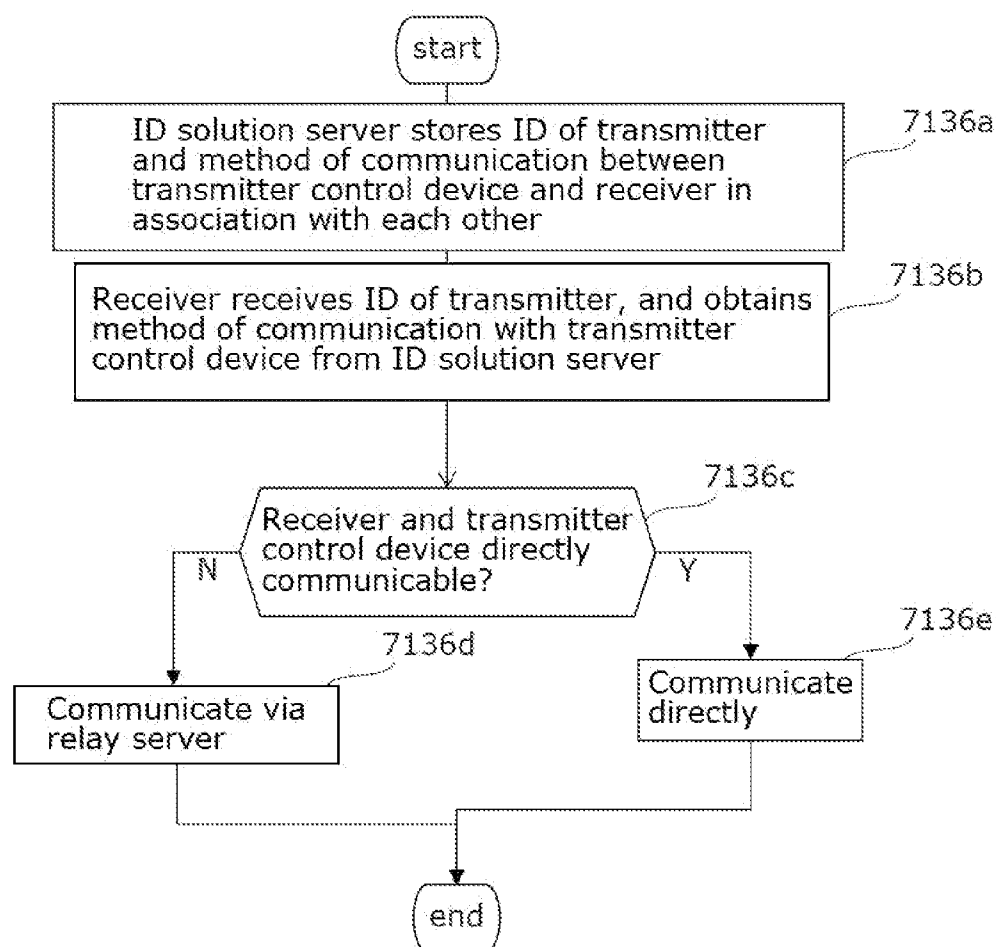 start
7136a
ID solution server stores ID of transmitter
and method of communication between
transmitter control device and receiver in
association with each other
7136b
Receiver receives ID of transmitter, and obtains
method of communication with transmitter
control device from ID solution server
7136c
Receiver and transmitter
control device directly
communicable?
N
Y
7136d
Communicate via
relay server
7136e
Communicate
directly
end